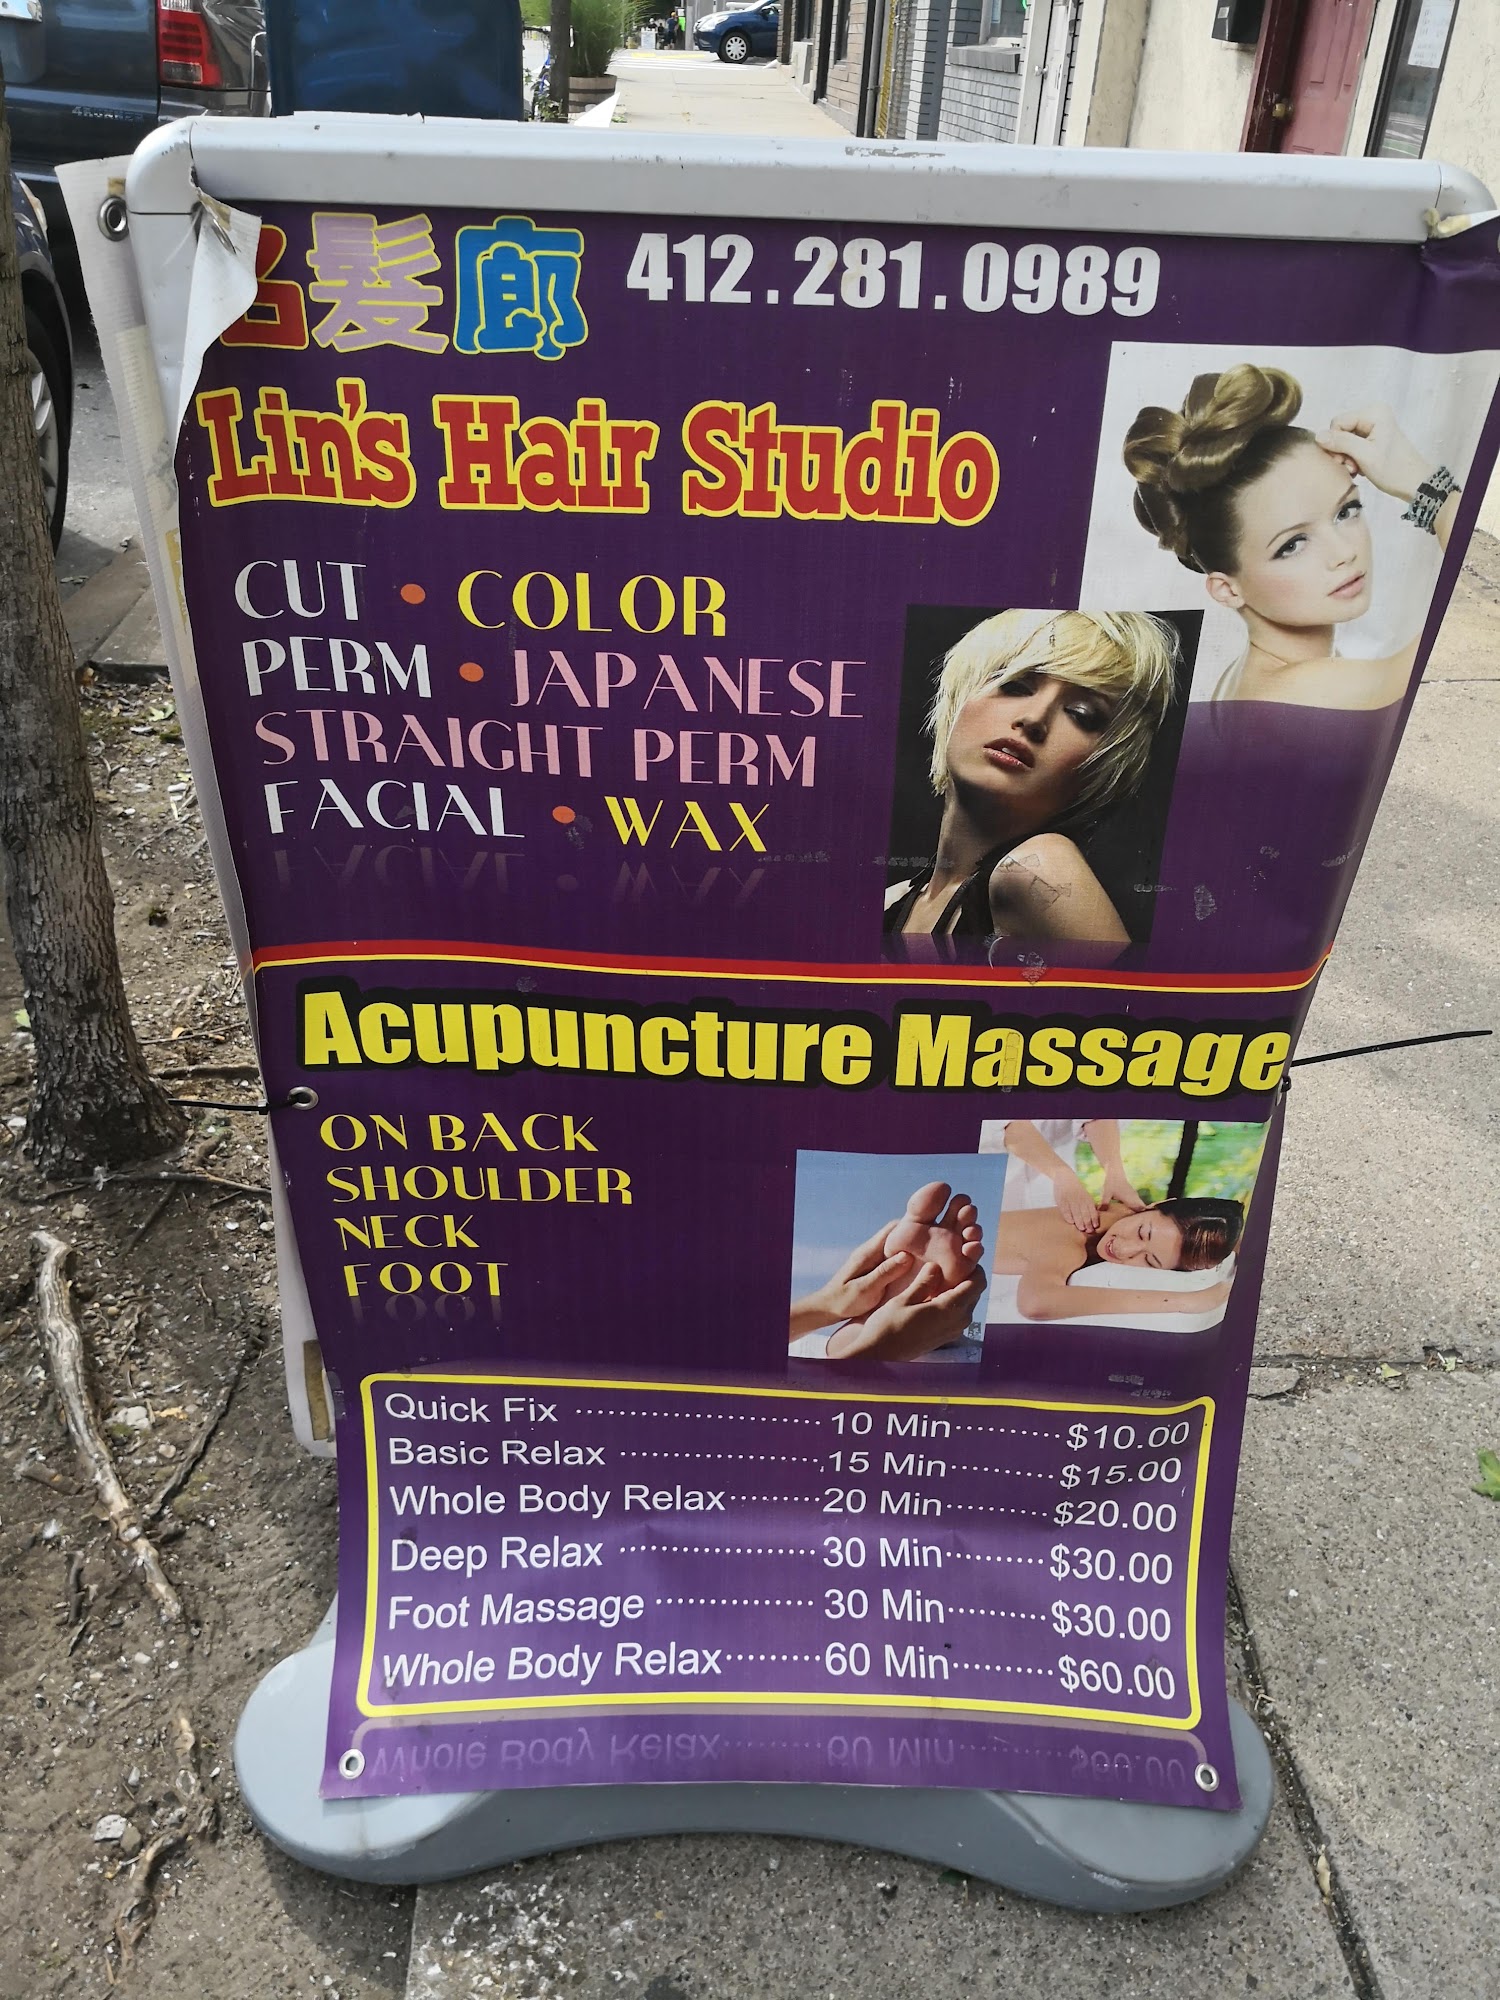 名髮廊 412.281.0989
Lin's Hair Studio
CUT • COLOR
PERM • JAPANESE
STRAIGHT PERM
FACIAL • WAX
Acupuncture Massage
ON BACK
SHOULDER
NECK
FOOT
Quick Fix 10 Min $10.00
Basic Relax 15 Min $15.00
Whole Body Relax 20 Min $20.00
Deep Relax 30 Min $30.00
Foot Massage 30 Min $30.00
Whole Body Relax 60 Min $60.00